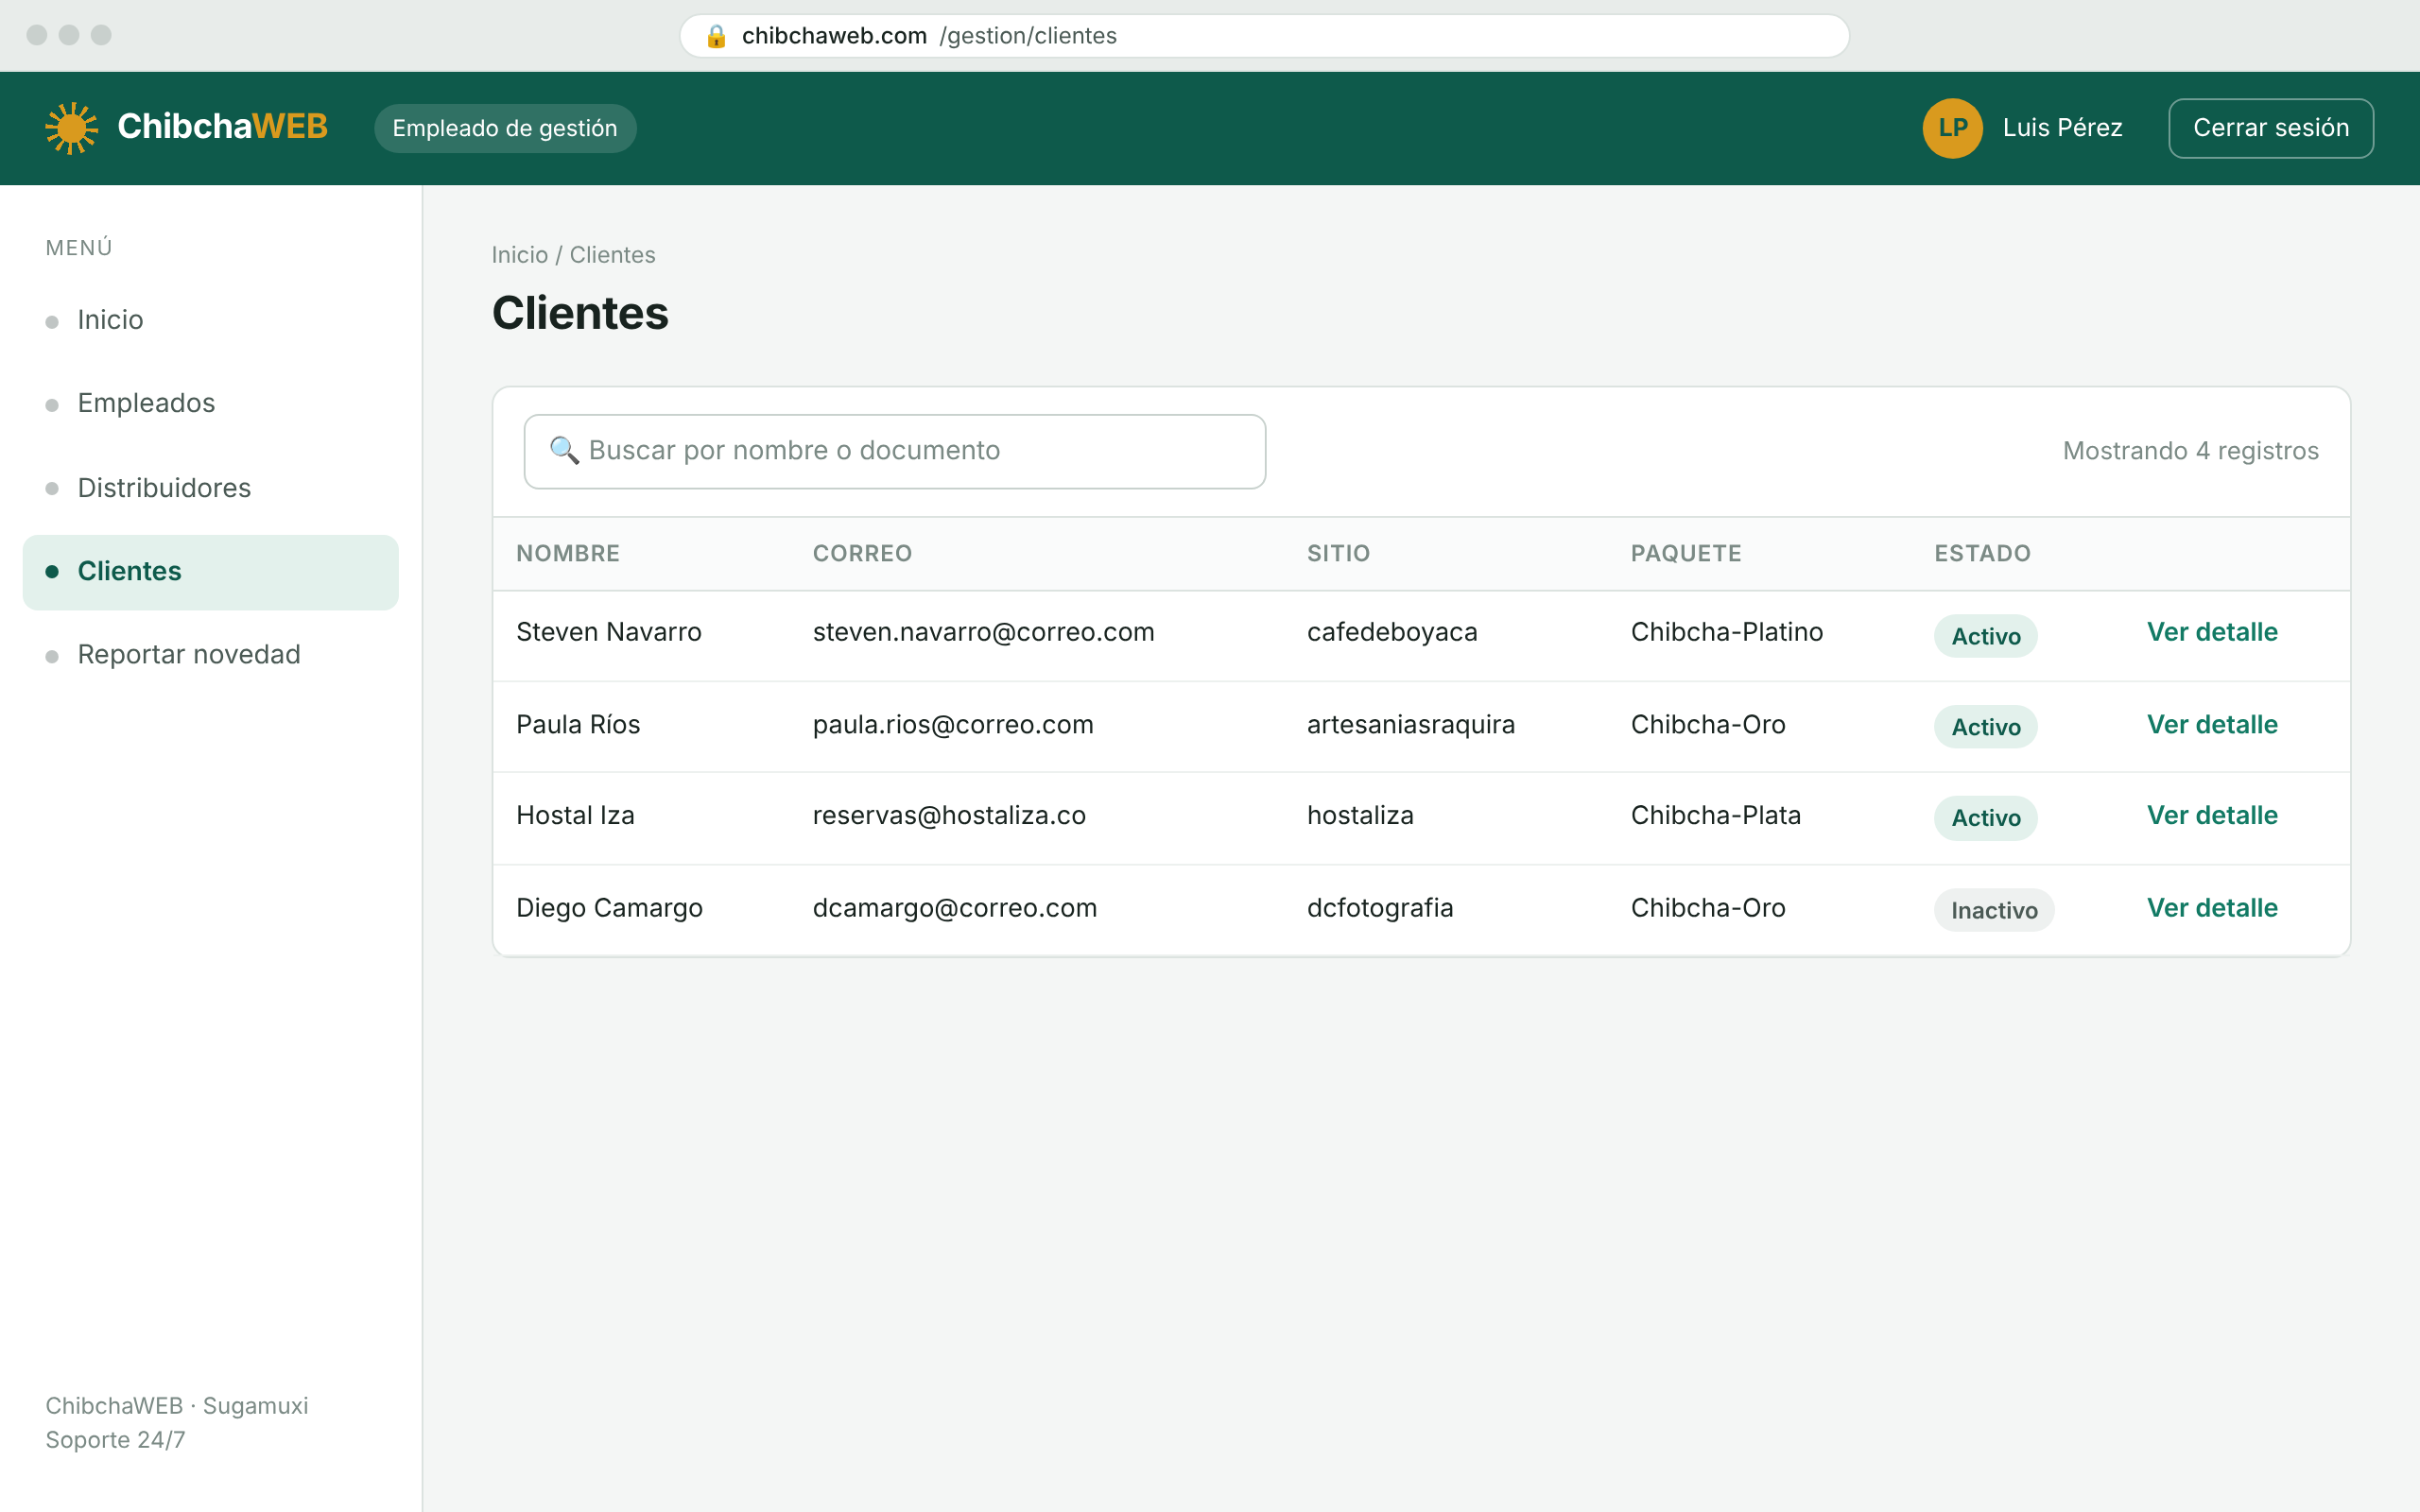 chibchaweb.com /gestion/clientes
ChibchaWEB Empleado de gestión LP Luis Pérez Cerrar sesión
MENÚ
Inicio
Empleados
Distribuidores
Clientes
Reportar novedad
ChibchaWEB · Sugamuxi
Soporte 24/7
Inicio / Clientes
Clientes
Buscar por nombre o documento Mostrando 4 registros
NOMBRE CORREO SITIO PAQUETE ESTADO
Steven Navarro steven.navarro@correo.com cafedeboyaca Chibcha-Platino Activo Ver detalle
Paula Ríos paula.rios@correo.com artesaniasraquira Chibcha-Oro Activo Ver detalle
Hostal Iza reservas@hostaliza.co hostaliza Chibcha-Plata Activo Ver detalle
Diego Camargo dcamargo@correo.com dcfotografia Chibcha-Oro Inactivo Ver detalle